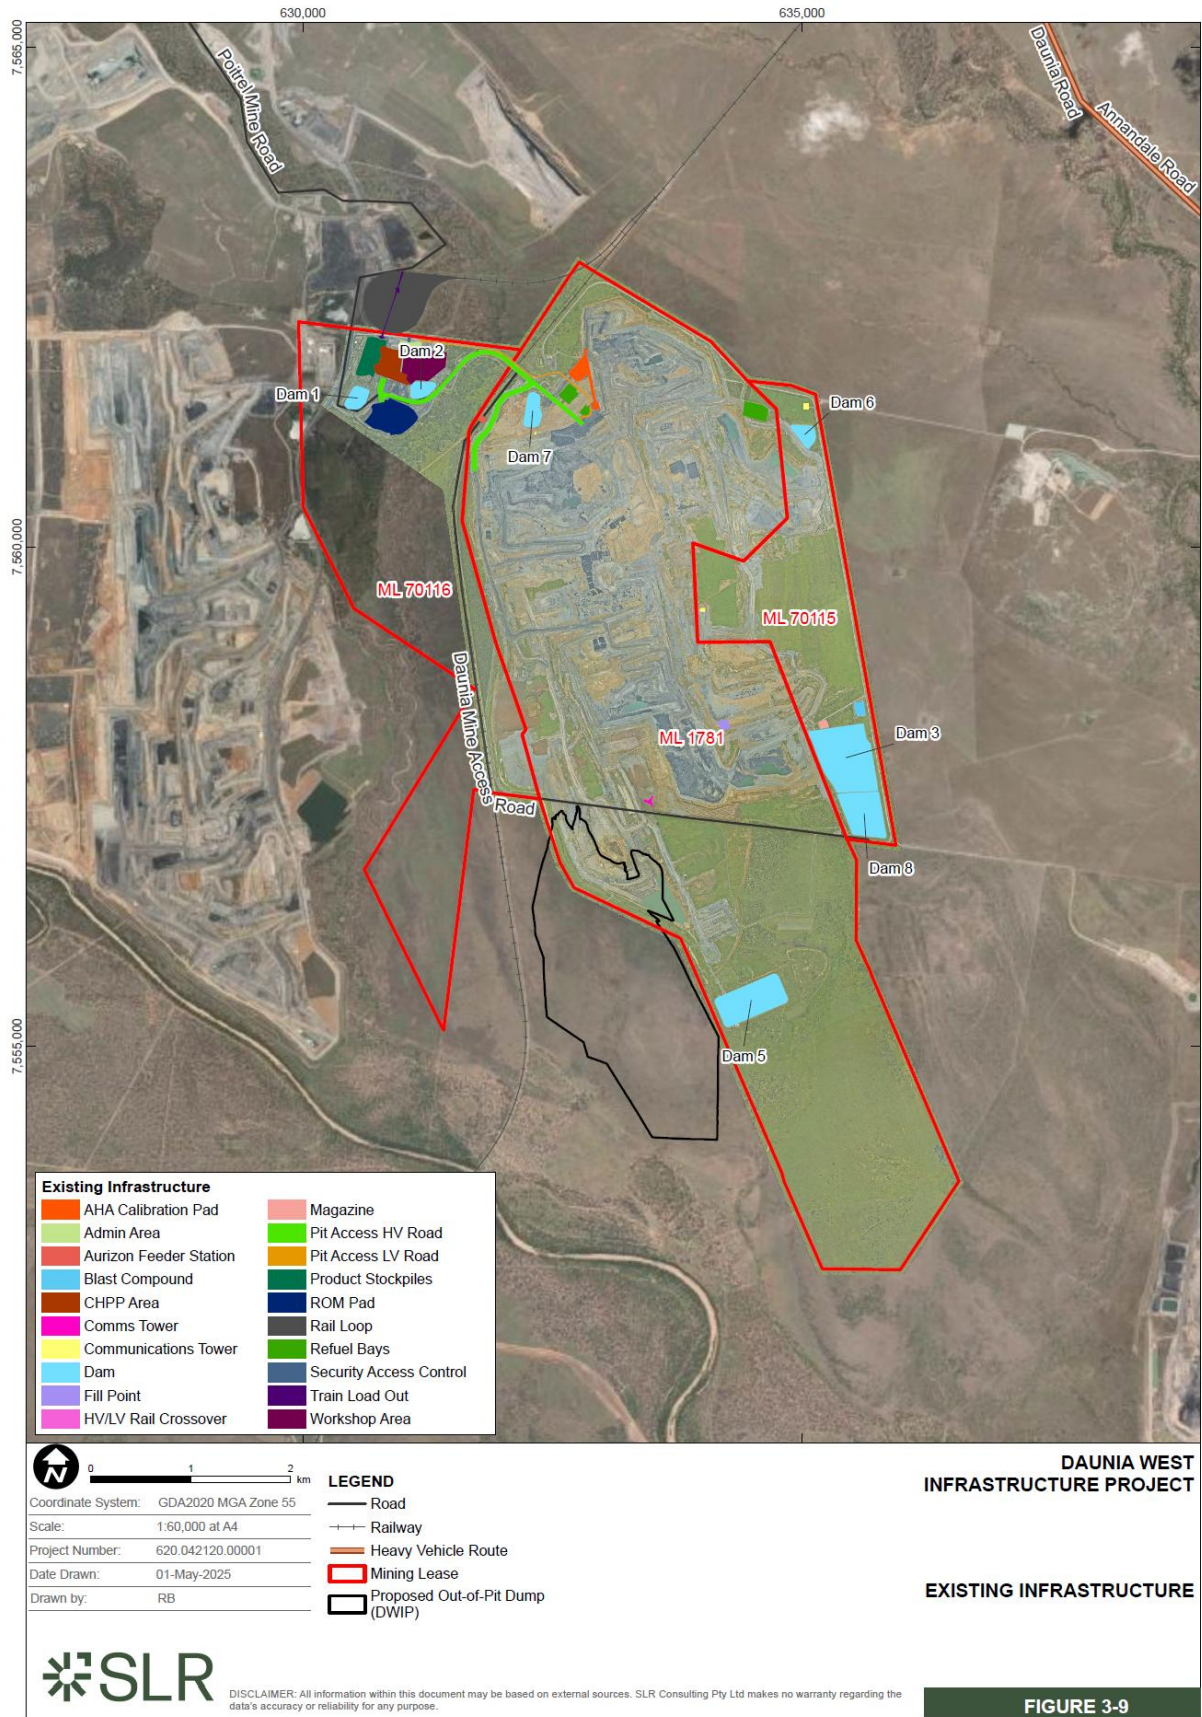 630,000
635,000
7,565,000
Poitrel Mine Road
Daunia Road
Annandale Road
Dam 2
Dam 1
Dam 6
Dam 7
7,560,000
ML 70116
ML 70115
Daunia Mine Access Road
ML 1781
Dam 3
Dam 8
7,555,000
Dam 5
Existing Infrastructure
AHA Calibration Pad
Admin Area
Aurizon Feeder Station
Blast Compound
CHPP Area
Comms Tower
Communications Tower
Dam
Fill Point
HV/LV Rail Crossover
Magazine
Pit Access HV Road
Pit Access LV Road
Product Stockpiles
ROM Pad
Rail Loop
Refuel Bays
Security Access Control
Train Load Out
Workshop Area
N
0 1 2 km
Coordinate System: GDA2020 MGA Zone 55
Scale: 1:60,000 at A4
Project Number: 620.042120.00001
Date Drawn: 01-May-2025
Drawn by: RB
LEGEND
Road
Railway
Heavy Vehicle Route
Mining Lease
Proposed Out-of-Pit Dump
(DWIP)
DAUNIA WEST
INFRASTRUCTURE PROJECT
EXISTING INFRASTRUCTURE
SLR
DISCLAIMER: All information within this document may be based on external sources. SLR Consulting Pty Ltd makes no warranty regarding the
data's accuracy or reliability for any purpose.
FIGURE 3-9